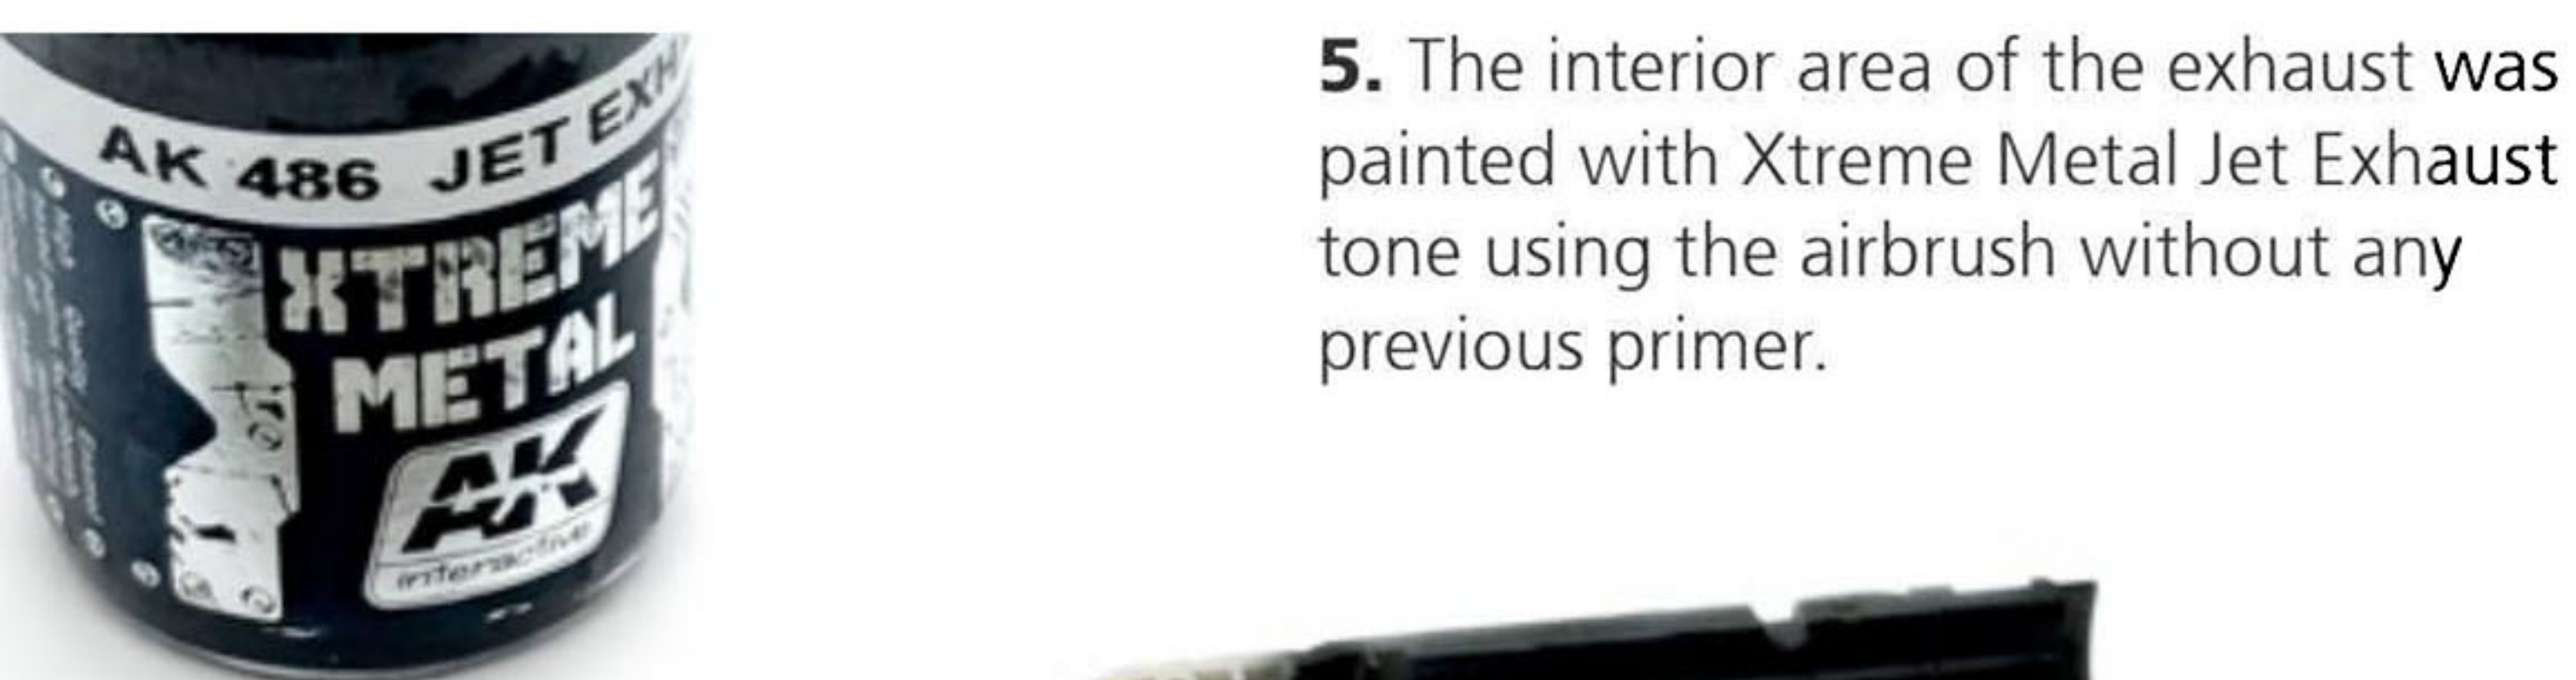 AK 486 JET EXH
XTREME
METAL
AK
interactive
5. The interior area of the exhaust was
painted with Xtreme Metal Jet Exhaust
tone using the airbrush without any
previous primer.